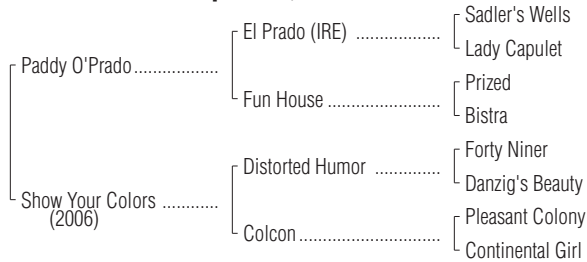 Sadler's Wells
El Prado (IRE) ..................
Lady Capulet
Paddy O'Prado..................
Prized
Fun House ........................
Bistra
Forty Niner
Distorted Humor ..............
Danzig's Beauty
Show Your Colors ............
(2006)
Pleasant Colony
Colcon..............................
Continental Girl